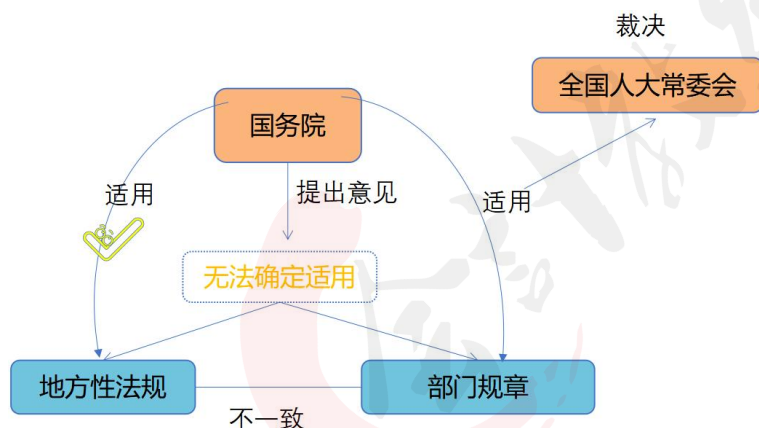 裁决
全国人大常委会
国务院
适用
提出意见
适用
无法确定适用
地方性法规
部门规章
不一致